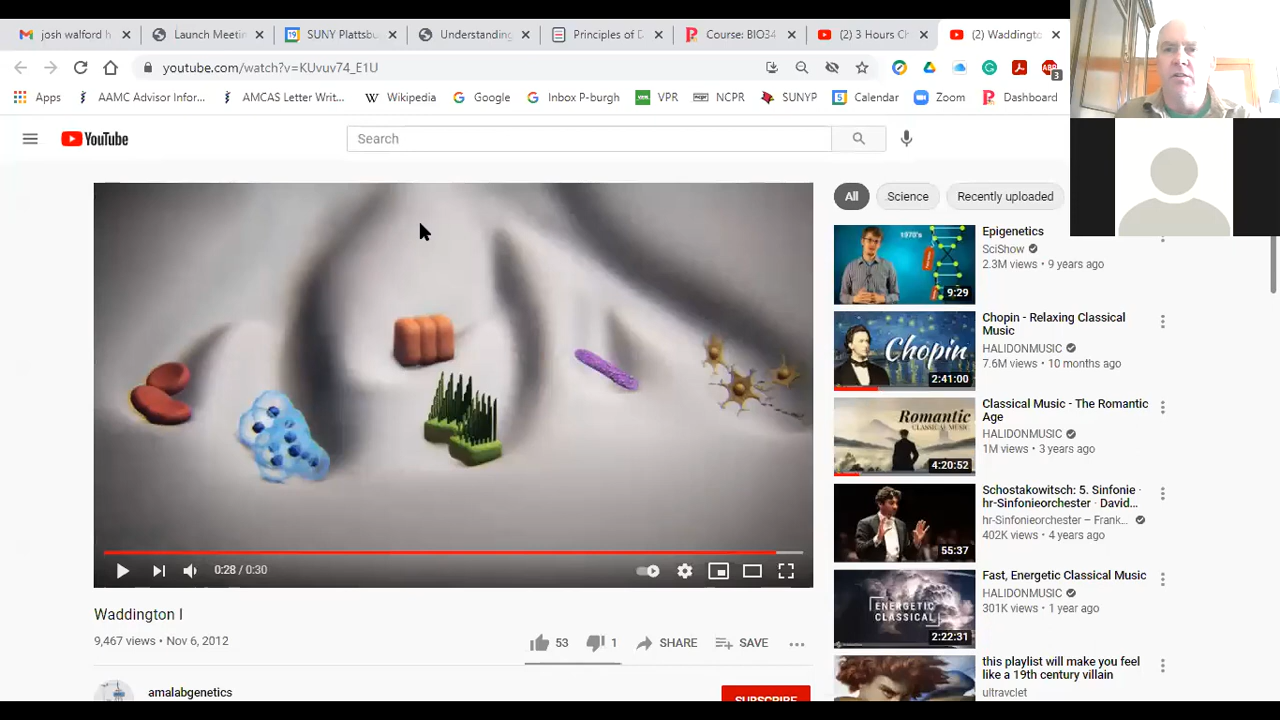 josh walford h
Launch Meeti
SUNY Plattsbu
Understanding
Principles of D
Course: BIO34
(2) 3 Hours Ch
(2) Waddingto
youtube.com/watch?v=KUvuv74_E1U
3
Apps
AAMC Advisor Infor...
AMCAS Letter Writ...
Wikipedia
Google
Inbox P-burgh
VPR
NCPR
SUNYP
Calendar
Zoom
Dashboard
YouTube
Search
All
Science
Recently uploaded
1970's
9:29
Epigenetics
SciShow
2.3M views • 9 years ago
Chopin
2:41:00
Chopin - Relaxing Classical
Music
HALIDONMUSIC
7.6M views • 10 months ago
Romantic
CLASSICAL MUSIC
4:20:52
Classical Music - The Romantic
Age
HALIDONMUSIC
1M views • 3 years ago
55:37
Schostakowitsch: 5. Sinfonie ·
hr-Sinfonieorchester · David...
hr-Sinfonieorchester – Frank...
402K views • 4 years ago
ENERGETIC
CLASSICAL
2:22:31
Fast, Energetic Classical Music
HALIDONMUSIC
301K views • 1 year ago
this playlist will make you feel
like a 19th century villain
ultravclet
0:28 / 0:30
Waddington I
9,467 views • Nov 6, 2012
53
1
SHARE
SAVE
amalabgenetics
SUBSCRIBE